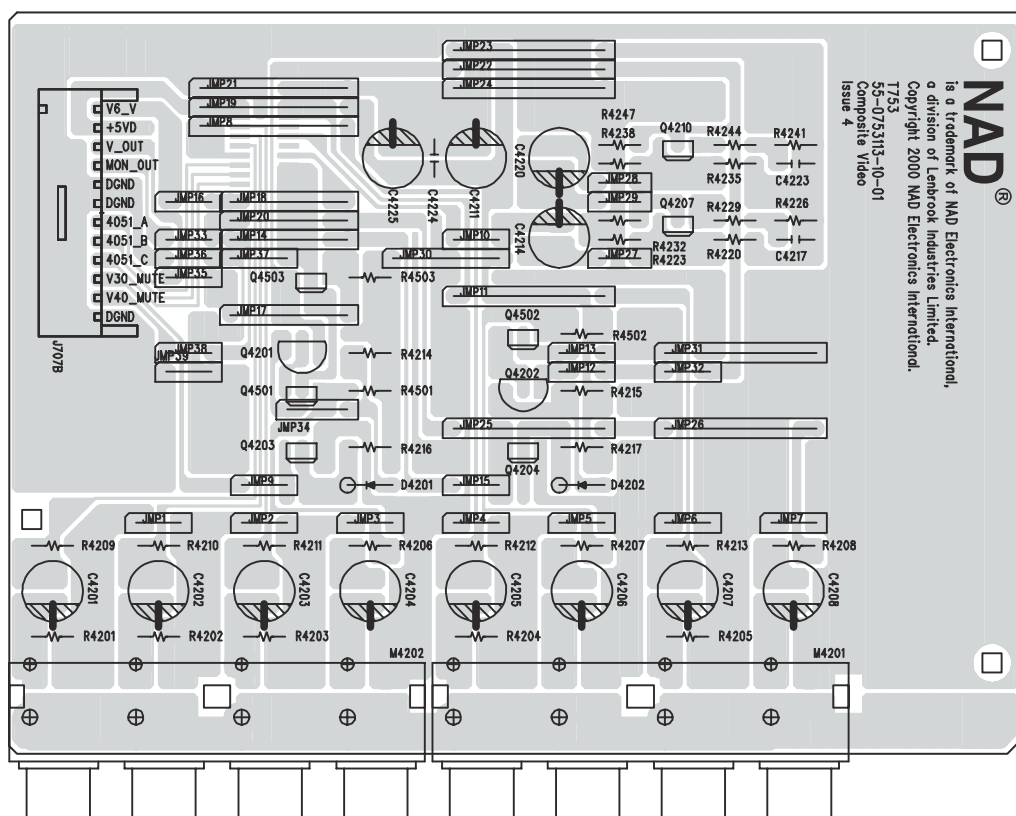 JMP23
JMP22
JMP24
JMP21
JMP19
JMP8
V6_V
+5VD
V_OUT
MON_OUT
DGND
DGND
4051_A
4051_B
4051_C
V30_MUTE
V40_MUTE
DGND
J707B
JMP16
JMP18
JMP20
JMP33
JMP14
JMP36
JMP37
JMP35
JMP10
JMP30
C4225
C4224
C4211
C4220
C4214
R4247
R4238
Q4210
R4244
R4241
R4235
C4223
JMP28
JMP29
Q4207
R4229
R4226
R4232
R4223
R4220
C4217
JMP27
NAD®
is a trademark of NAD Electronics International,
a division of Lenbrook Industries Limited.
Copyright 2000 NAD Electronics International.
T753
55-0753113-10-01
Composite Video
Issue 4
Q4503
R4503
JMP11
JMP17
Q4502
R4502
JMP38
JMP39
Q4201
R4214
JMP13
JMP31
Q4202
JMP12
JMP32
Q4501
R4501
R4215
JMP34
JMP25
JMP26
Q4203
R4216
Q4204
R4217
JMP9
D4201
JMP15
D4202
JMP1
JMP2
JMP3
JMP4
JMP5
JMP6
JMP7
R4209
R4210
R4211
R4206
R4212
R4207
R4213
R4208
C4201
C4202
C4203
C4204
C4205
C4206
C4207
C4208
R4201
R4202
R4203
R4204
R4205
M4202
M4201